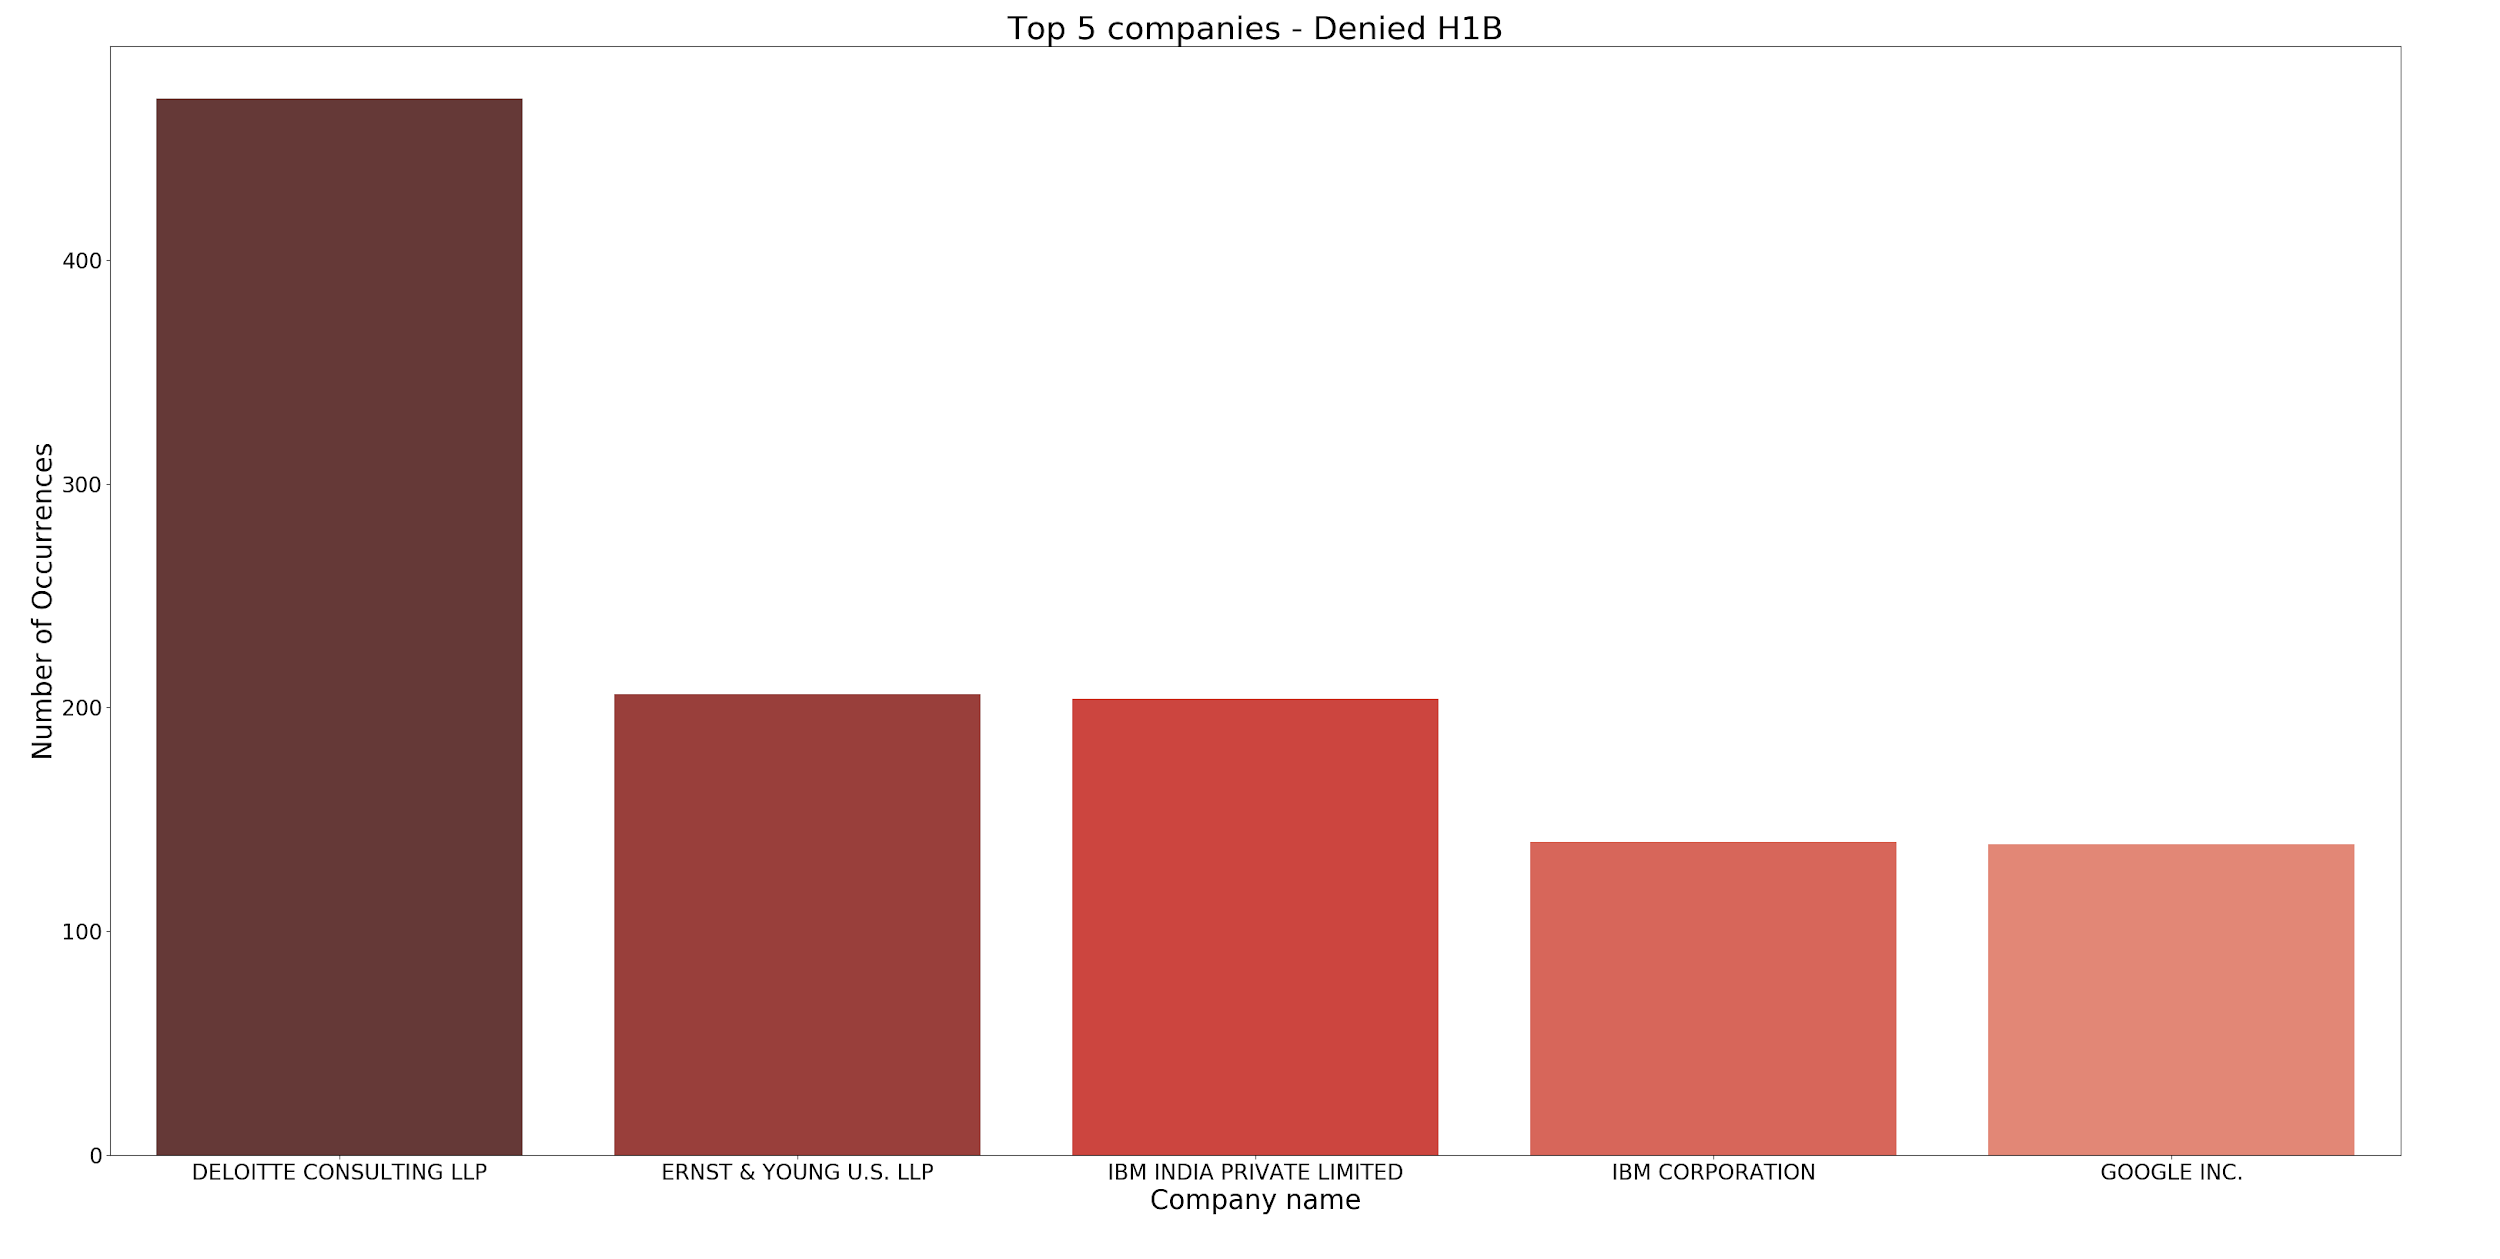 Top 5 companies - Denied H1B
Number of Occurrences
400
300
200
100
0
DELOITTE CONSULTING LLP
ERNST & YOUNG U.S. LLP
IBM INDIA PRIVATE LIMITED
IBM CORPORATION
GOOGLE INC.
Company name